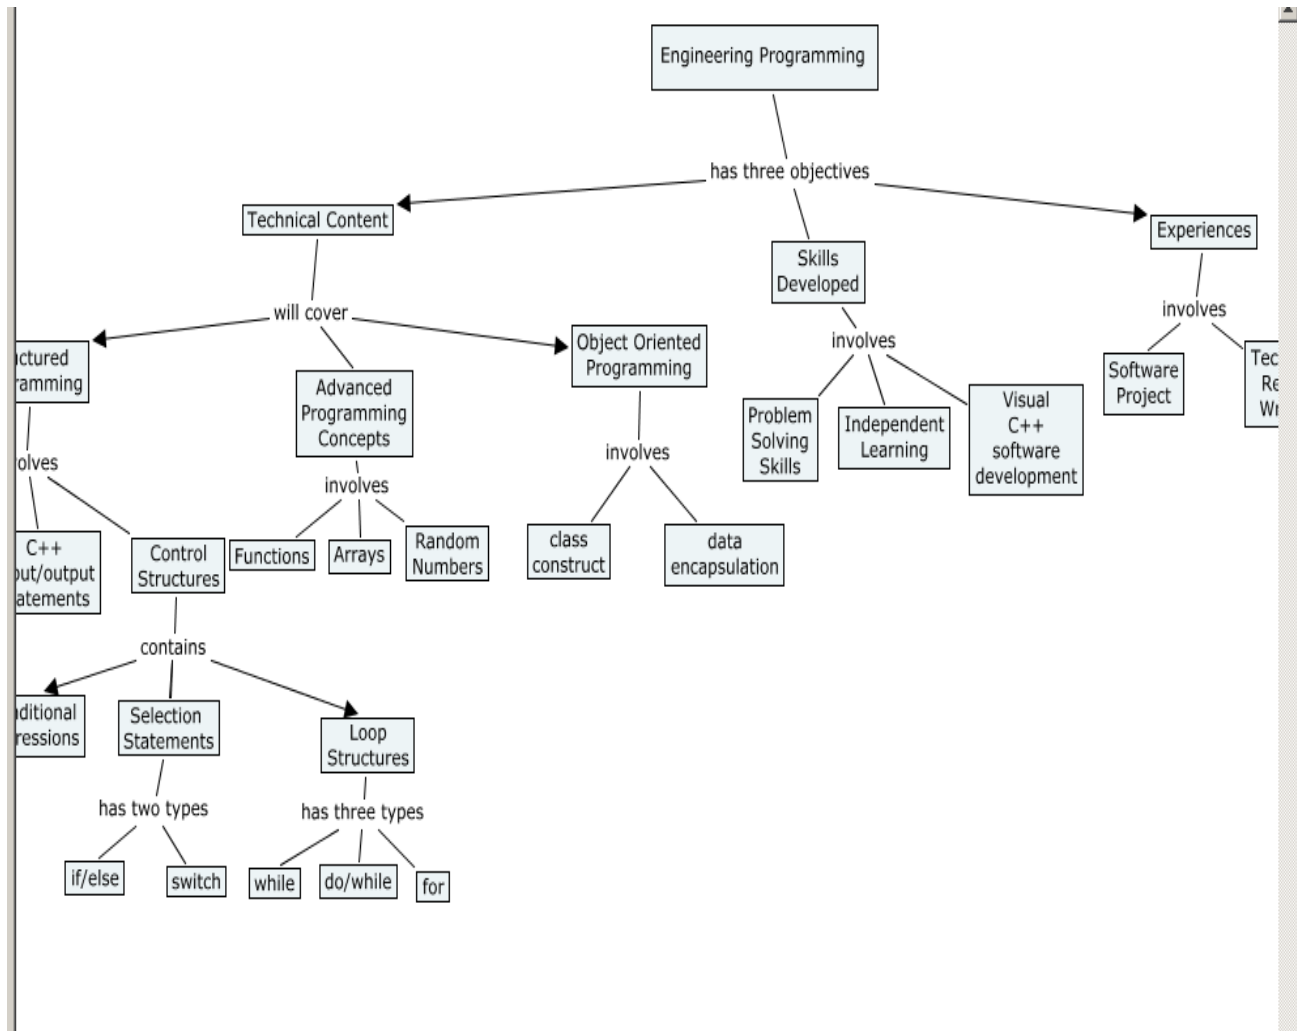 Engineering Programming
has three objectives
Technical Content
Skills
Developed
Experiences
will cover
involves
involves
Object Oriented
Programming
Advanced
Programming
Concepts
Software
Project
Problem
Solving
Skills
Independent
Learning
Visual
C++
software
development
involves
involves
C++
Control
Structures
Functions
Arrays
Random
Numbers
class
construct
data
encapsulation
contains
Selection
Statements
Loop
Structures
has two types
has three types
if/else
switch
while
do/while
for